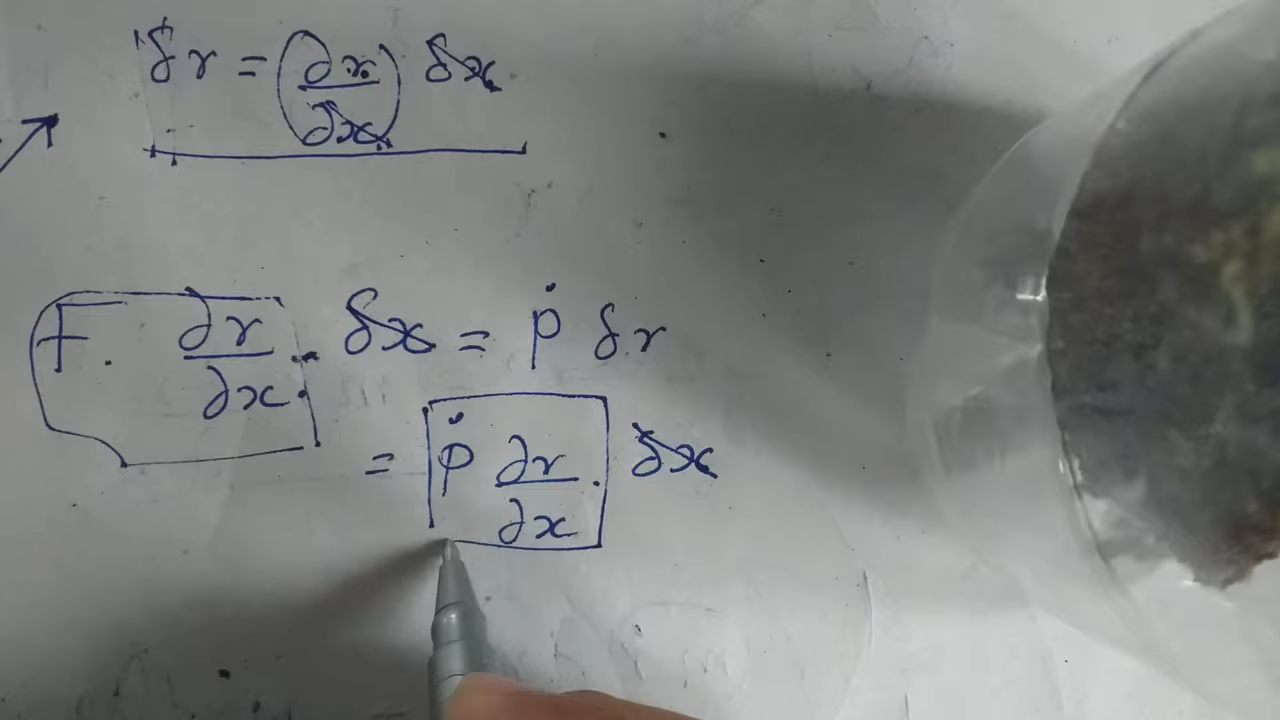 δr = (∂r/∂x) δx
F. ∂r/∂x . δx = ṗ δr
= ṗ ∂r/∂x . δx